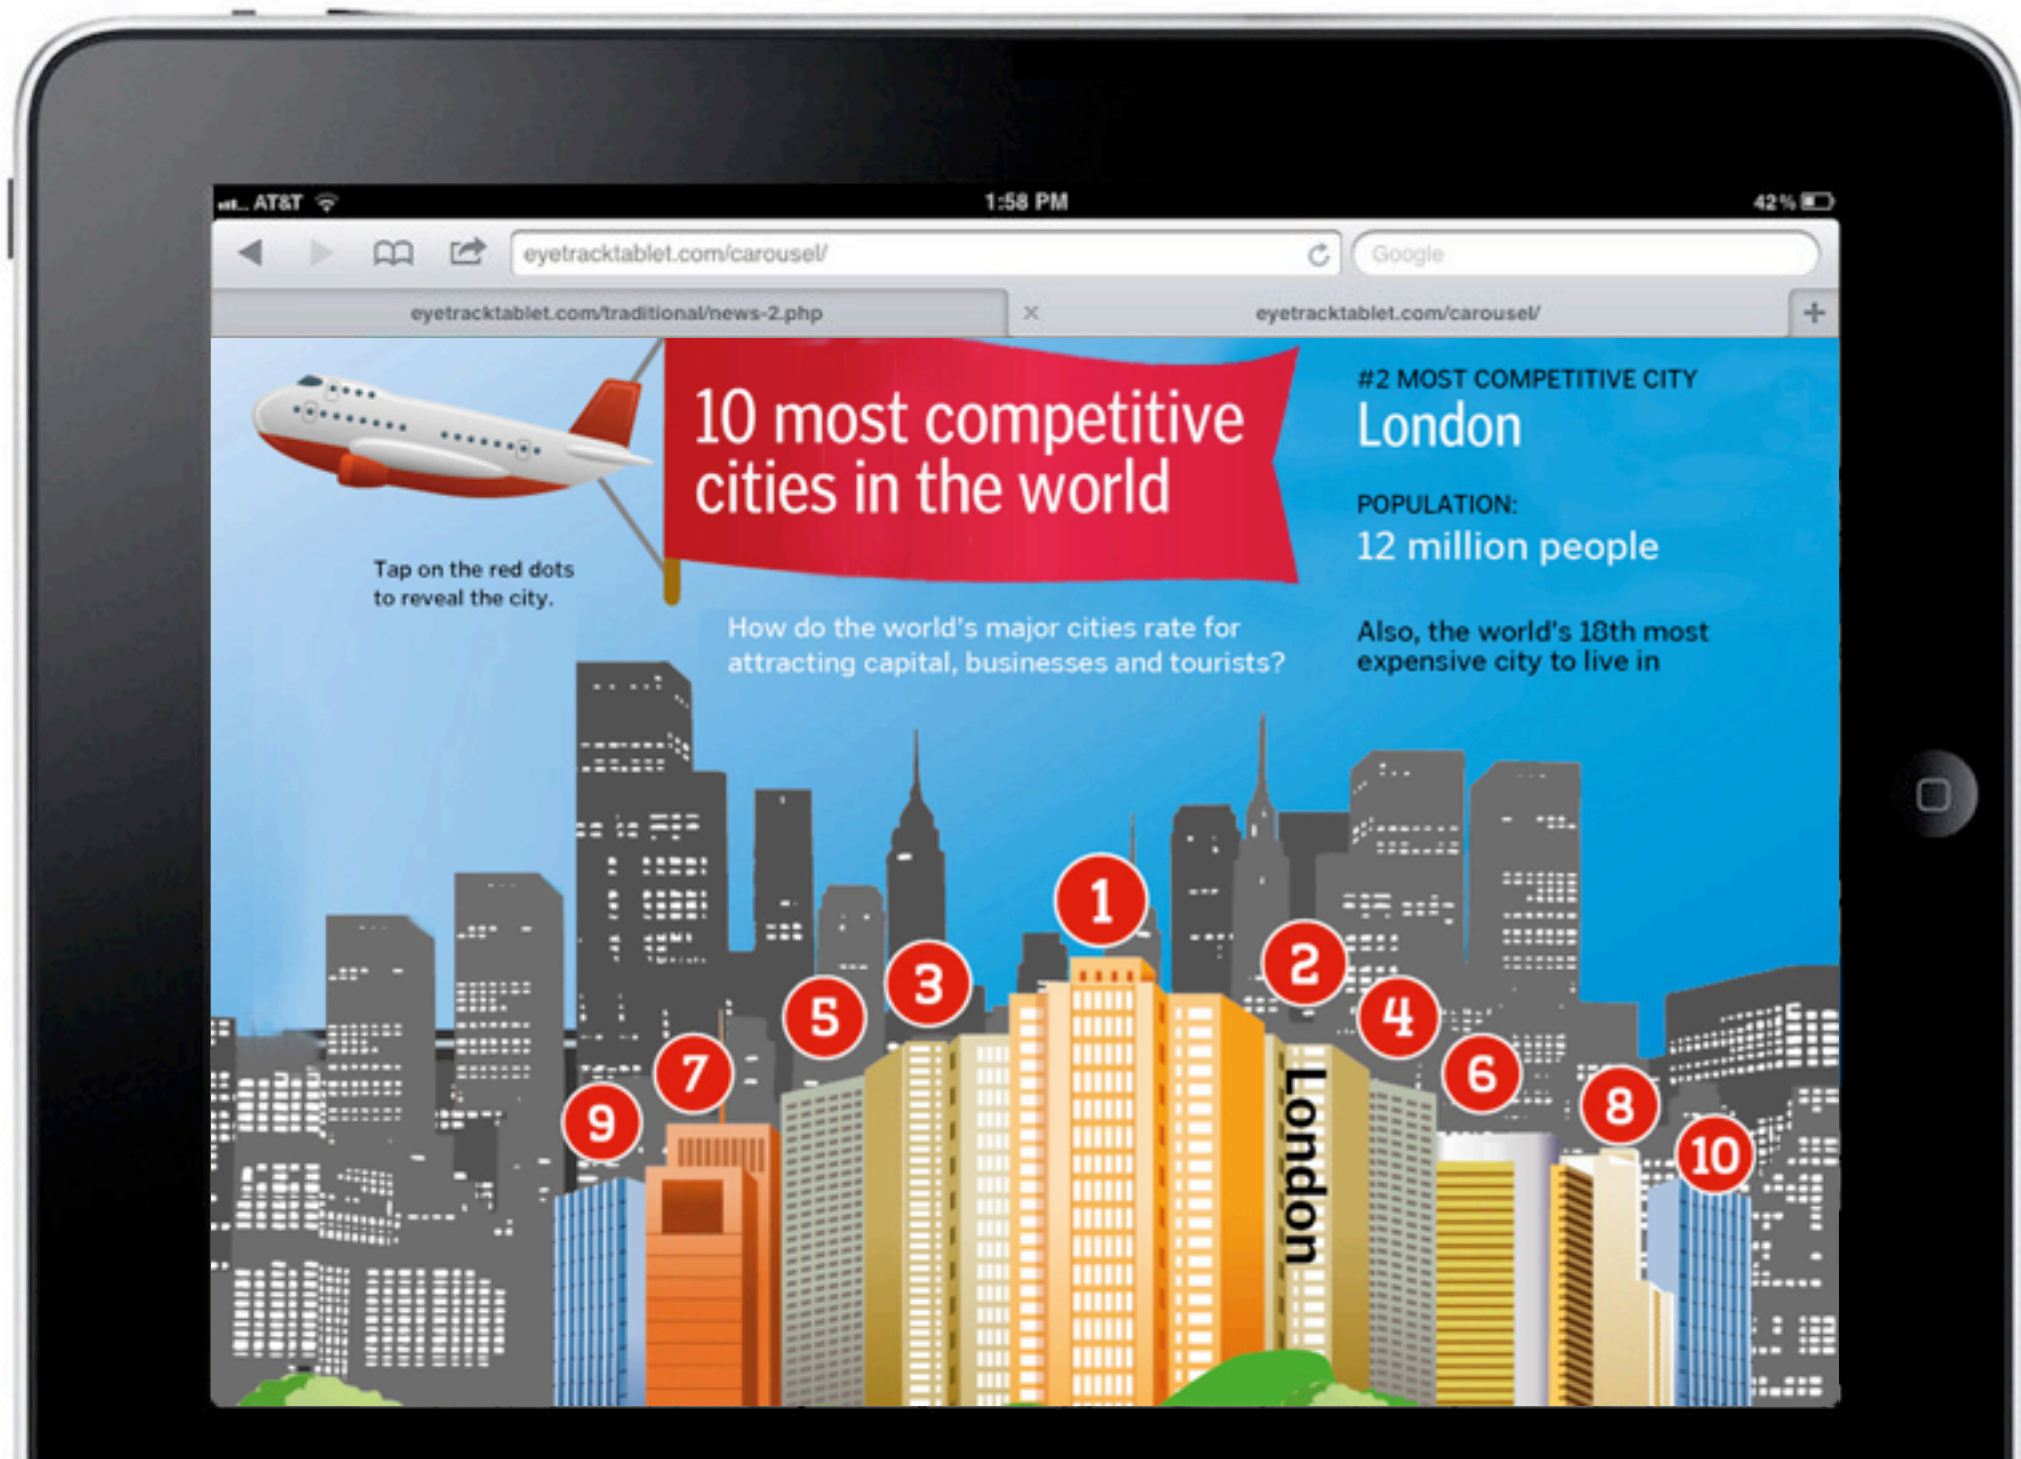 AT&T
1:58 PM
42%
eyetracktablet.com/carousel/
Google
eyetracktablet.com/traditional/news-2.php
eyetracktablet.com/carousel/
10 most competitive
cities in the world
Tap on the red dots
to reveal the city.
How do the world's major cities rate for
attracting capital, businesses and tourists?
#2 MOST COMPETITIVE CITY
London
POPULATION:
12 million people
Also, the world's 18th most
expensive city to live in
1
2
3
4
5
6
7
8
9
10
London